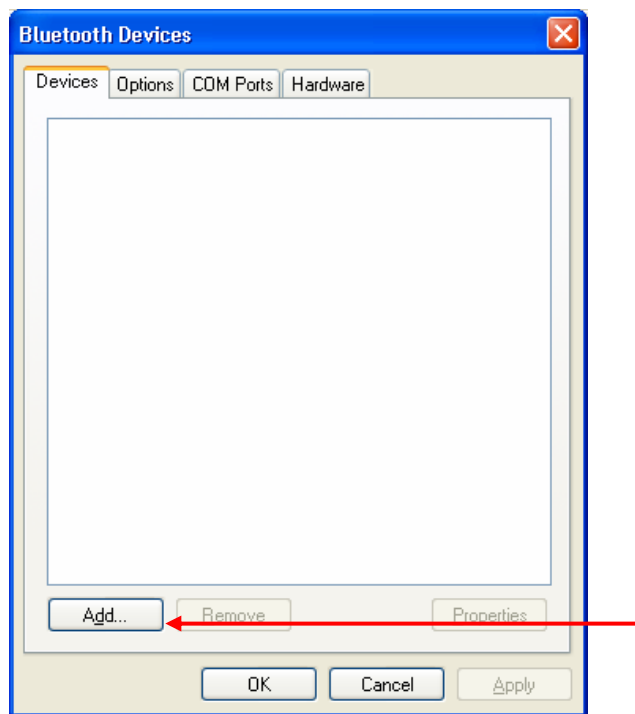 Bluetooth Devices
Devices Options COM Ports Hardware
Add... Remove Properties
OK Cancel Apply